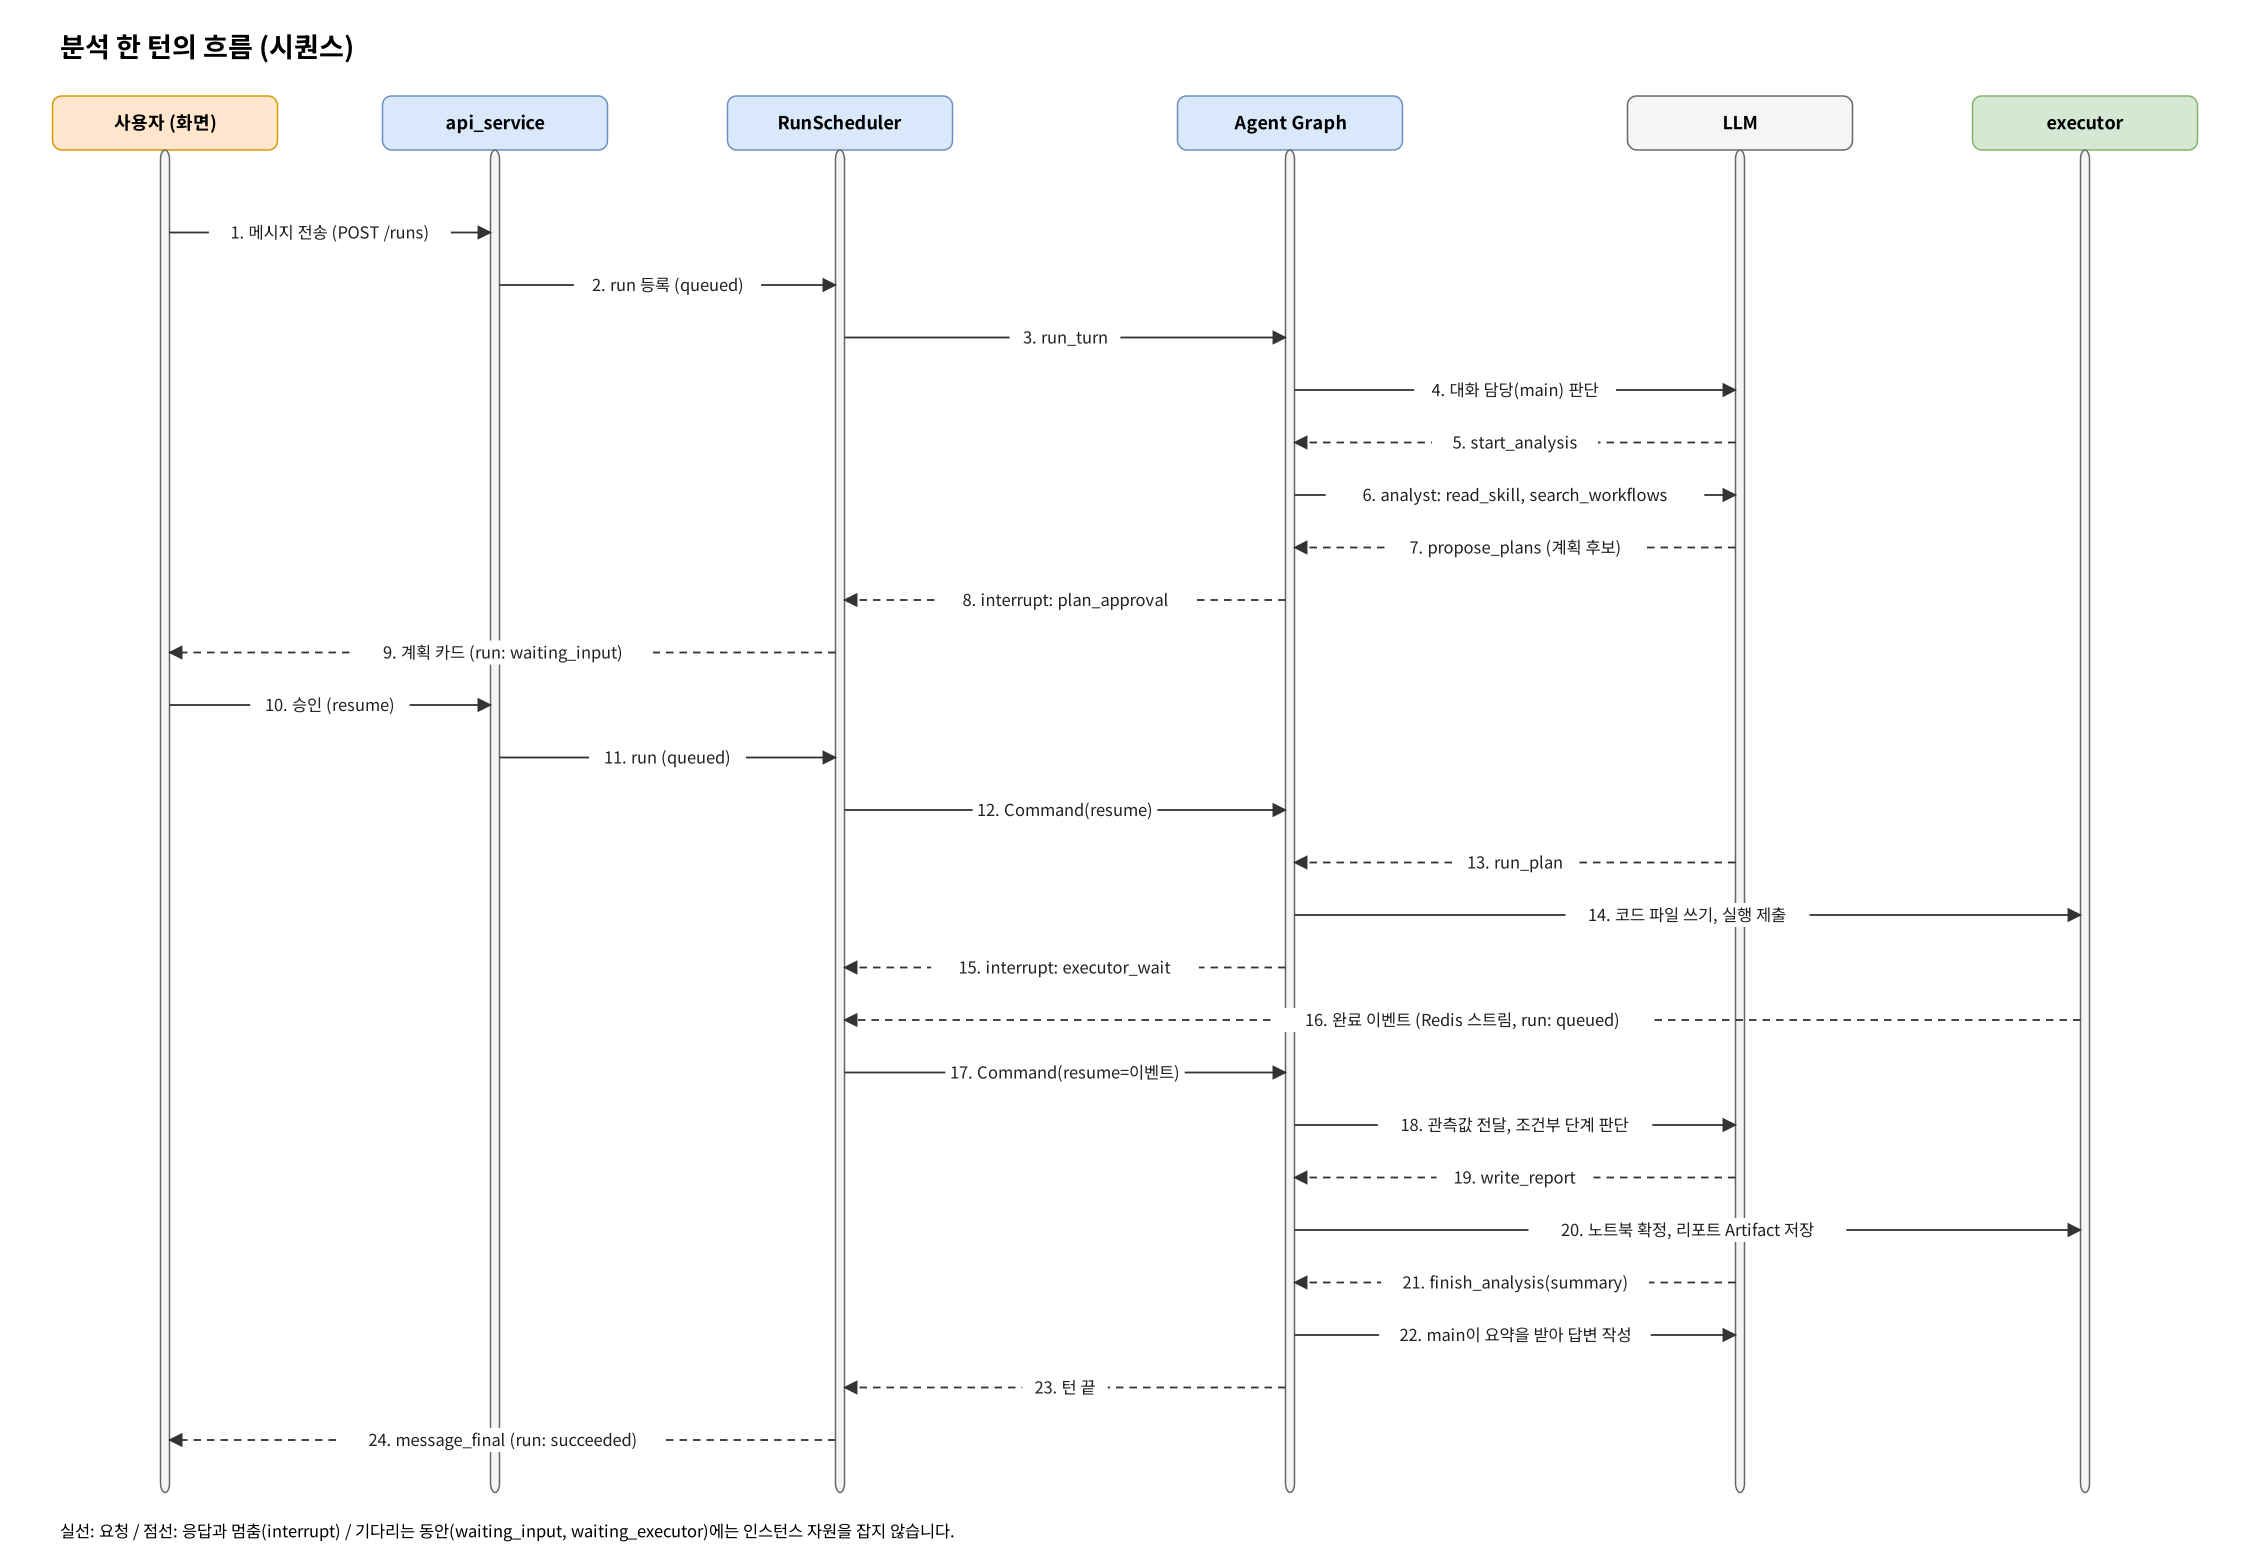 분석 한 턴의 흐름 (시퀀스)
사용자 (화면)
api_service
RunScheduler
Agent Graph
LLM
executor
1. 메시지 전송 (POST /runs)
2. run 등록 (queued)
3. run_turn
4. 대화 담당(main) 판단
5. start_analysis
6. analyst: read_skill, search_workflows
7. propose_plans (계획 후보)
8. interrupt: plan_approval
9. 계획 카드 (run: waiting_input)
10. 승인 (resume)
11. run (queued)
12. Command(resume)
13. run_plan
14. 코드 파일 쓰기, 실행 제출
15. interrupt: executor_wait
16. 완료 이벤트 (Redis 스트림, run: queued)
17. Command(resume=이벤트)
18. 관측값 전달, 조건부 단계 판단
19. write_report
20. 노트북 확정, 리포트 Artifact 저장
21. finish_analysis(summary)
22. main이 요약을 받아 답변 작성
23. 턴 끝
24. message_final (run: succeeded)
실선: 요청 / 점선: 응답과 멈춤(interrupt) / 기다리는 동안(waiting_input, waiting_executor)에는 인스턴스 자원을 잡지 않습니다.